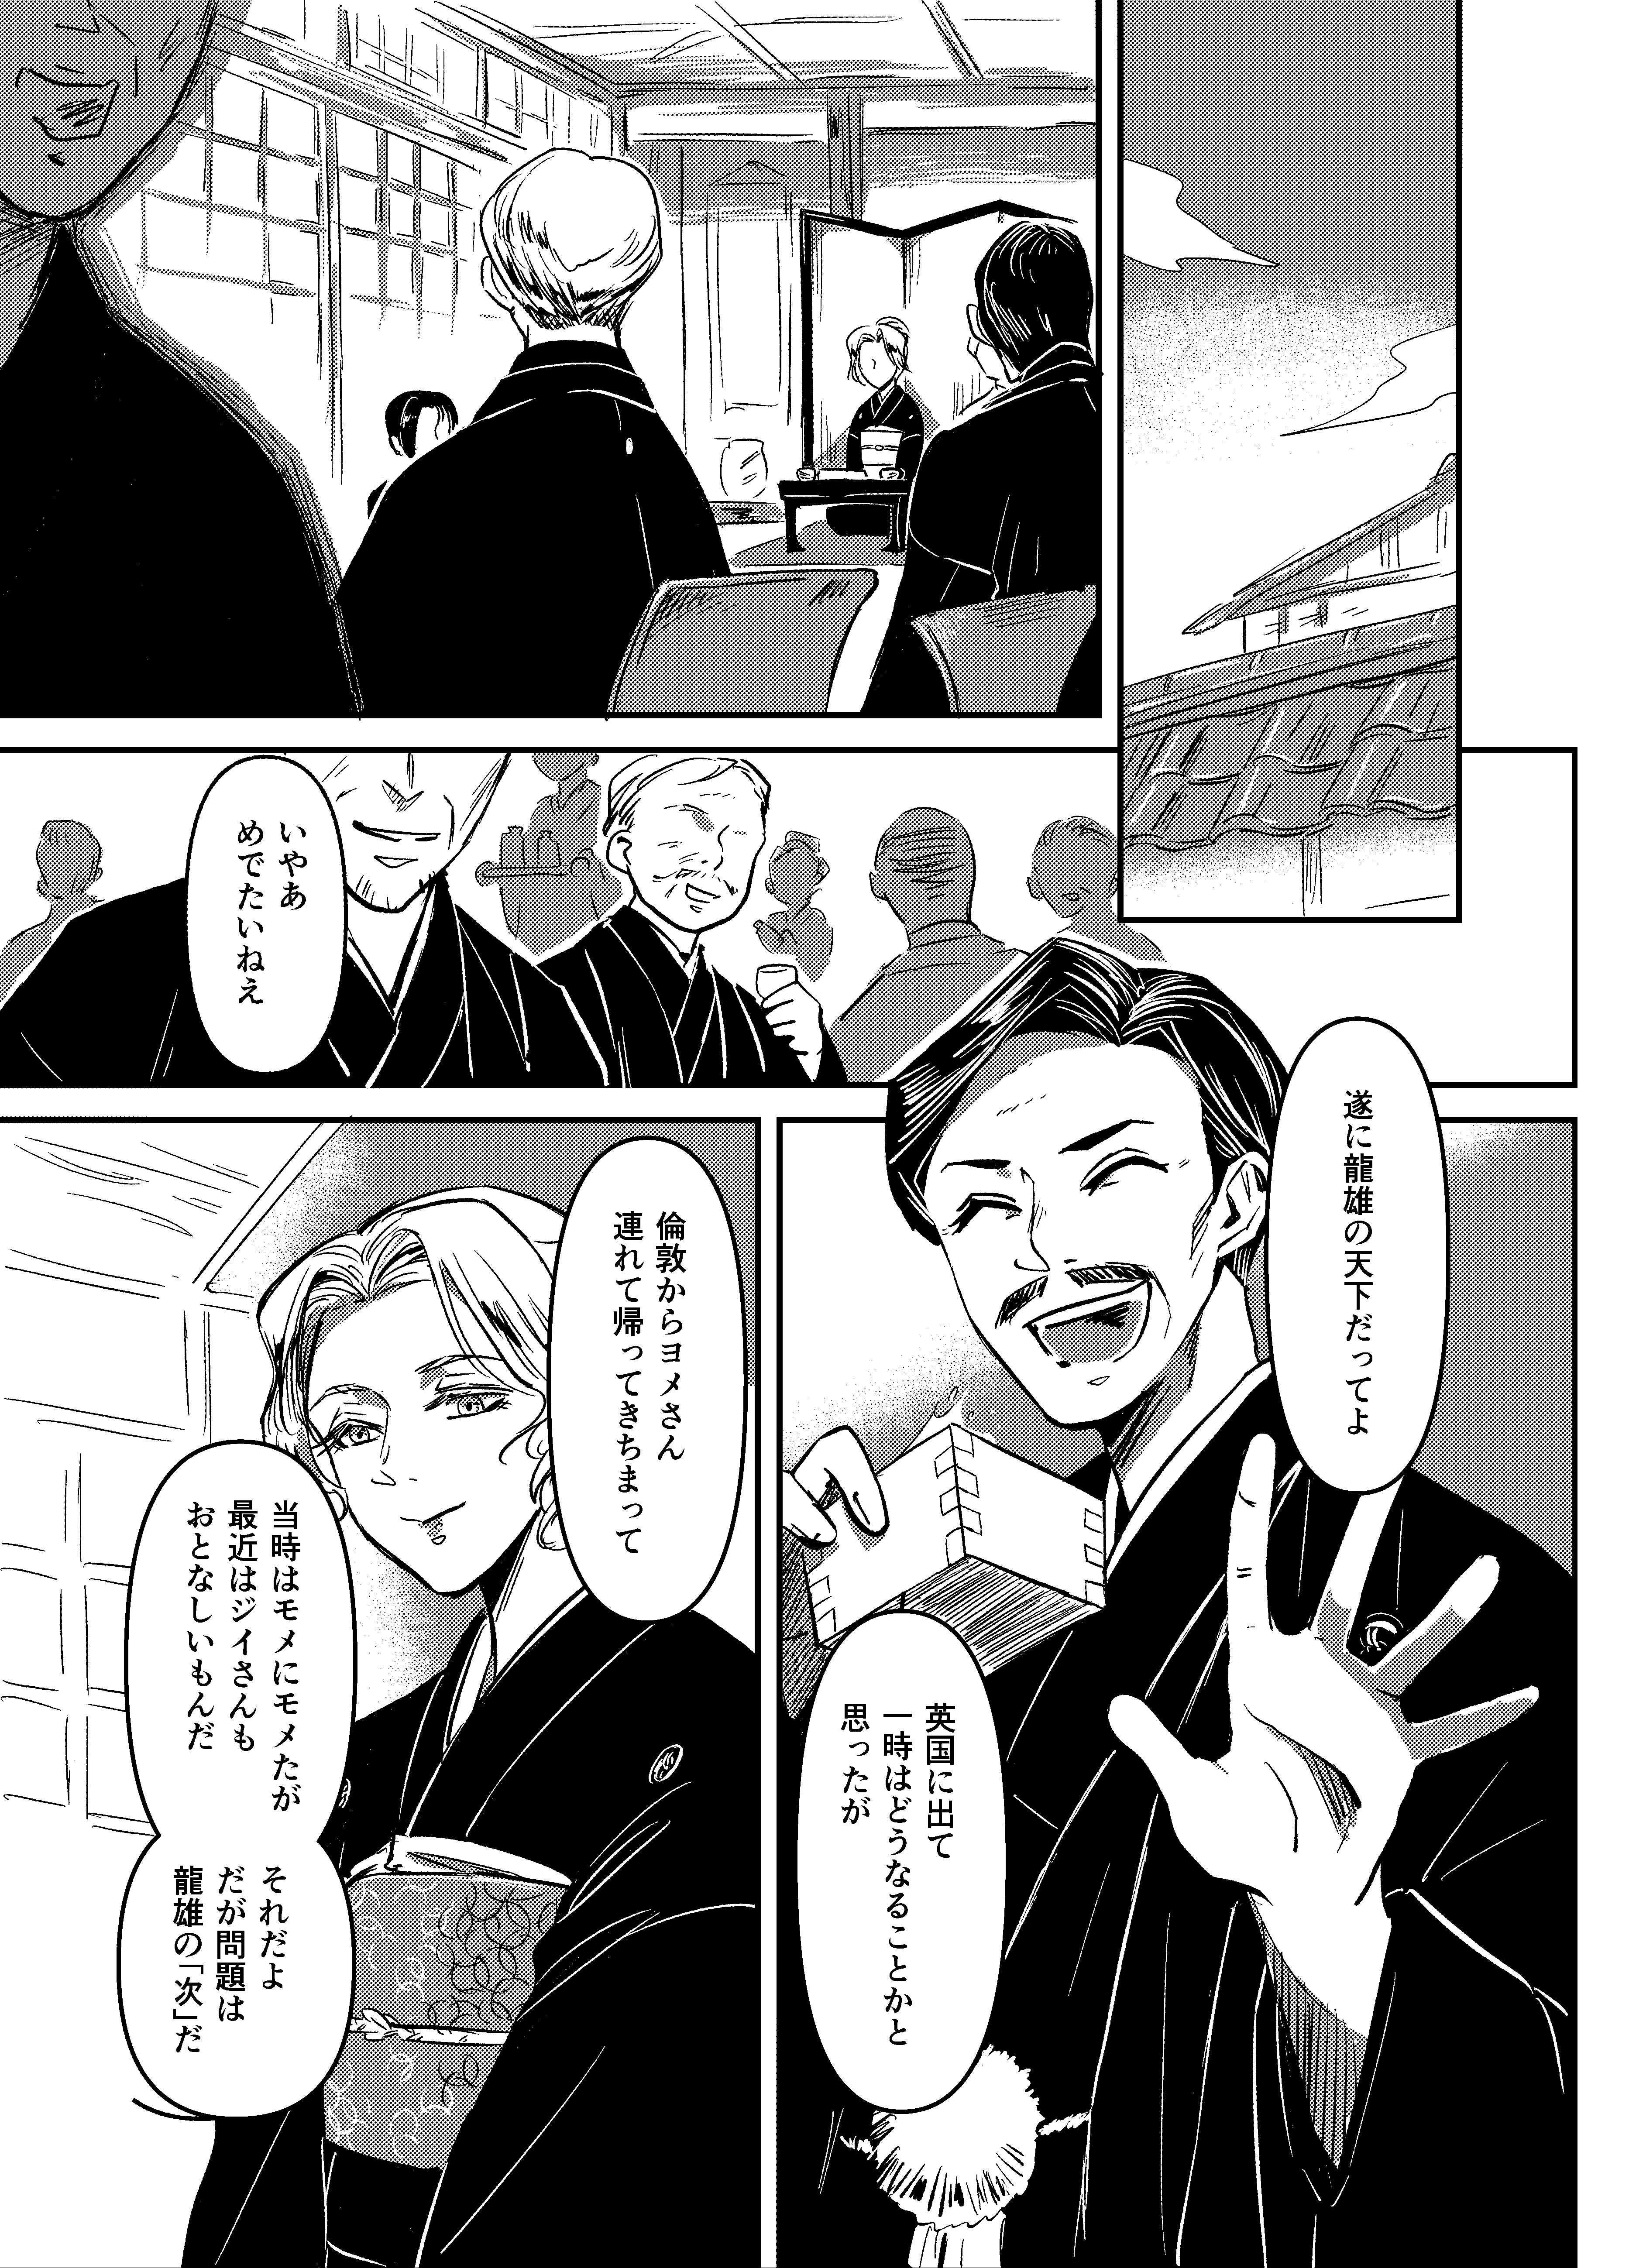 いやあ
めでたいねえ
遂に龍雄の天下だってよ
英国に出て
一時はどうなることかと
思ったが
倫敦からヨメさん
連れて帰ってきちまって
当時はモメにモメたが
最近はジイさんも
おとなしいもんだ
それだよ
だが問題は
龍雄の「次」だ